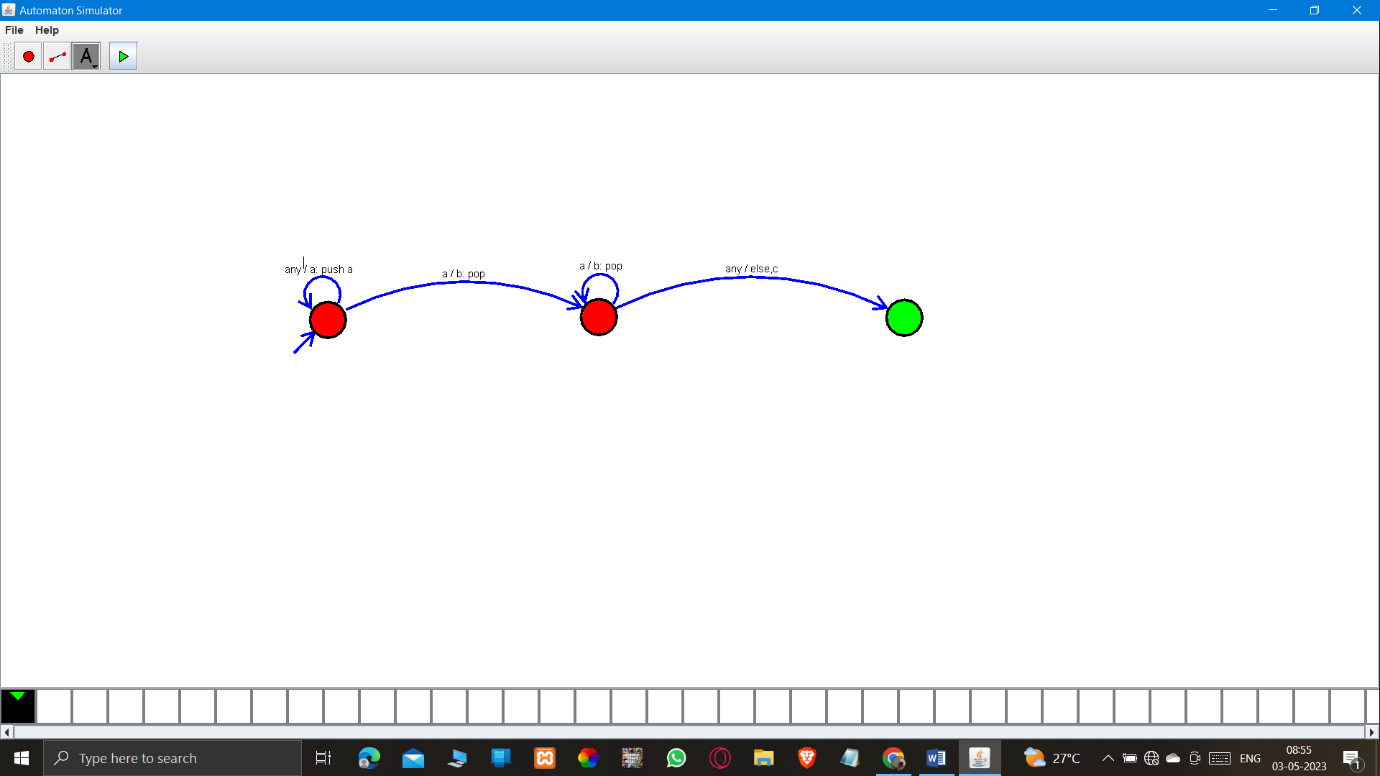 Automaton Simulator
File Help
A
any / a: push a
a / b: pop
a / b: pop
any / else,c
Type here to search
27°C
ENG
08:55
03-05-2023
1